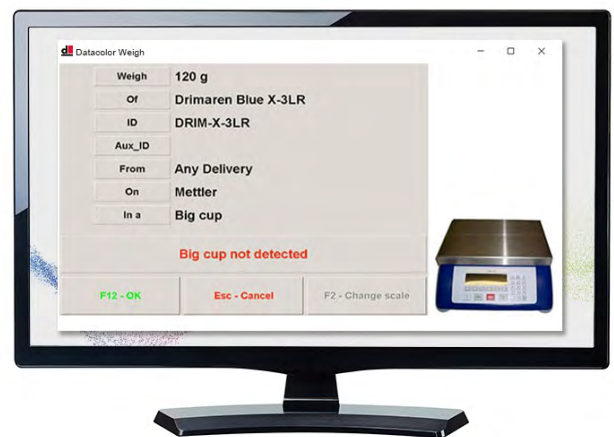 Datacolor Weigh
Weigh 120 g
Of Drimaren Blue X-3LR
ID DRIM-X-3LR
Aux_ID
From Any Delivery
On Mettler
In a Big cup
Big cup not detected
F12 - OK Esc - Cancel F2 - Change scale